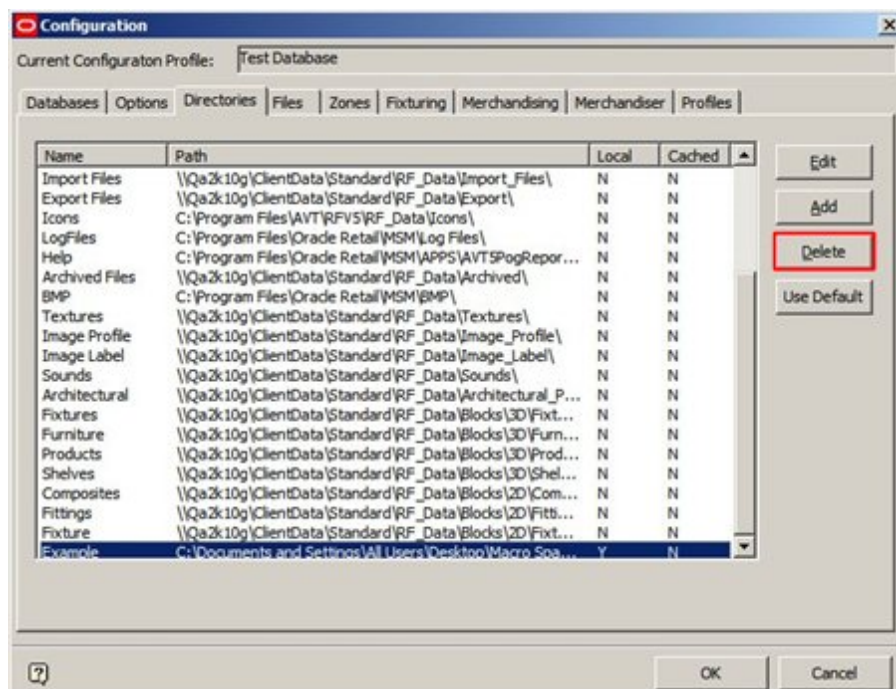 Configuration
Current Configuraton Profile: Test Database
Databases Options Directories Files Zones Fixturing Merchandising Merchandiser Profiles
Name Path Local Cached
Import Files \\Qa2k10g\ClientData\Standard\RF_Data\Import_Files\ N N
Export Files \\Qa2k10g\ClientData\Standard\RF_Data\Export\ N N
Icons C:\Program Files\AVT\RFV5\RF_Data\Icons\ N N
LogFiles C:\Program Files\Oracle Retail\MSM\Log Files\ N N
Help C:\Program Files\Oracle Retail\MSM\APPS\AVT5PogRepor... N N
Archived Files \\Qa2k10g\ClientData\Standard\RF_Data\Archived\ N N
BMP C:\Program Files\Oracle Retail\MSM\BMP\ N N
Textures \\Qa2k10g\ClientData\Standard\RF_Data\Textures\ N N
Image Profile \\Qa2k10g\ClientData\Standard\RF_Data\Image_Profile\ N N
Image Label \\Qa2k10g\ClientData\Standard\RF_Data\Image_Label\ N N
Sounds \\Qa2k10g\ClientData\Standard\RF_Data\Sounds\ N N
Architectural \\Qa2k10g\ClientData\Standard\RF_Data\Architectural_P... N N
Fixtures \\Qa2k10g\ClientData\Standard\RF_Data\Blocks\3D\Fixt... N N
Furniture \\Qa2k10g\ClientData\Standard\RF_Data\Blocks\3D\Furn... N N
Products \\Qa2k10g\ClientData\Standard\RF_Data\Blocks\3D\Prod... N N
Shelves \\Qa2k10g\ClientData\Standard\RF_Data\Blocks\3D\Shel... N N
Composites \\Qa2k10g\ClientData\Standard\RF_Data\Blocks\2D\Com... N N
Fittings \\Qa2k10g\ClientData\Standard\RF_Data\Blocks\2D\Fitti... N N
Fixture \\Qa2k10g\ClientData\Standard\RF_Data\Blocks\2D\Fixt... N N
Example C:\Documents and Settings\All Users\Desktop\Macro Spa... Y N
Edit
Add
Delete
Use Default
OK Cancel